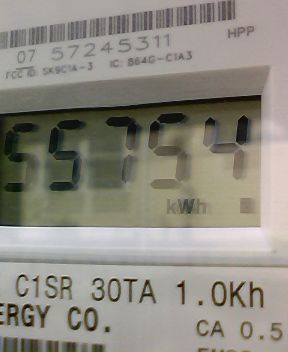 HPP
07 57245311
FCC ID: SK9C1A-3 IC: 864G-C1A3
55754
kWh
C1SR 30TA 1.0Kh
ERGY CO.
CA 0.5